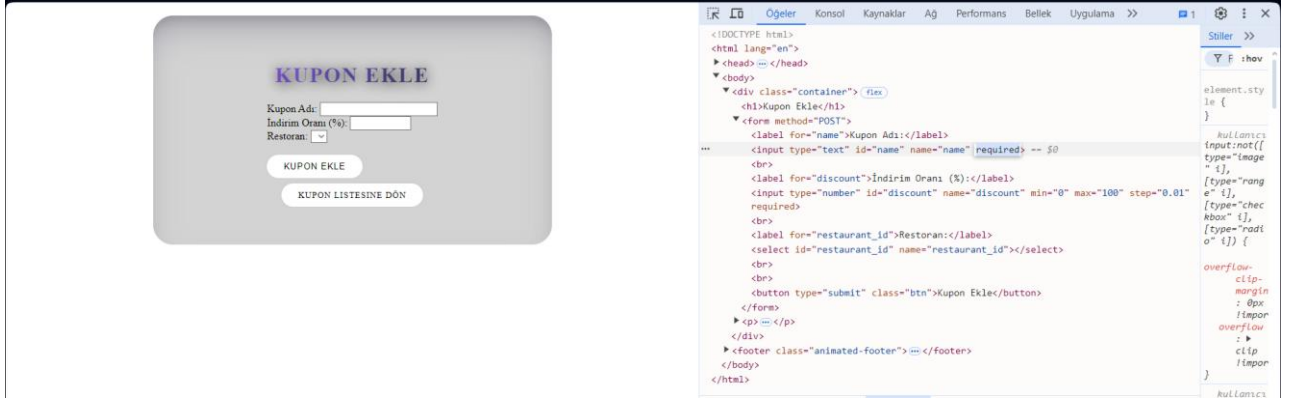 KUPON EKLE
Kupon Adı:
İndirim Oranı (%):
Restoran:
KUPON EKLE
KUPON LISTESINE DÖN
Öğeler Konsol Kaynaklar Ağ Performans Bellek Uygulama 1
<!DOCTYPE html>
<html lang="en">
<head> ⋯ </head>
<body>
<div class="container"> flex
<h1>Kupon Ekle</h1>
<form method="POST">
<label for="name">Kupon Adı:</label>
<input type="text" id="name" name="name" required> == $0
<br>
<label for="discount">İndirim Oranı (%):</label>
<input type="number" id="discount" name="discount" min="0" max="100" step="0.01"
required>
<br>
<label for="restaurant_id">Restoran:</label>
<select id="restaurant_id" name="restaurant_id"></select>
<br>
<br>
<button type="submit" class="btn">Kupon Ekle</button>
</form>
<p> ⋯ </p>
</div>
<footer class="animated-footer"> ⋯ </footer>
</body>
</html>
Stiller
F :hov
element.sty
le {
}
kullanıcı
input:not([
type="image
" i],
[type="rang
e" i],
[type="chec
kbox" i],
[type="radi
o" i]) {
overflow-
clip-
margin
: 0px
!impor
overflow
:
clip
!impor
}
kullanıcı